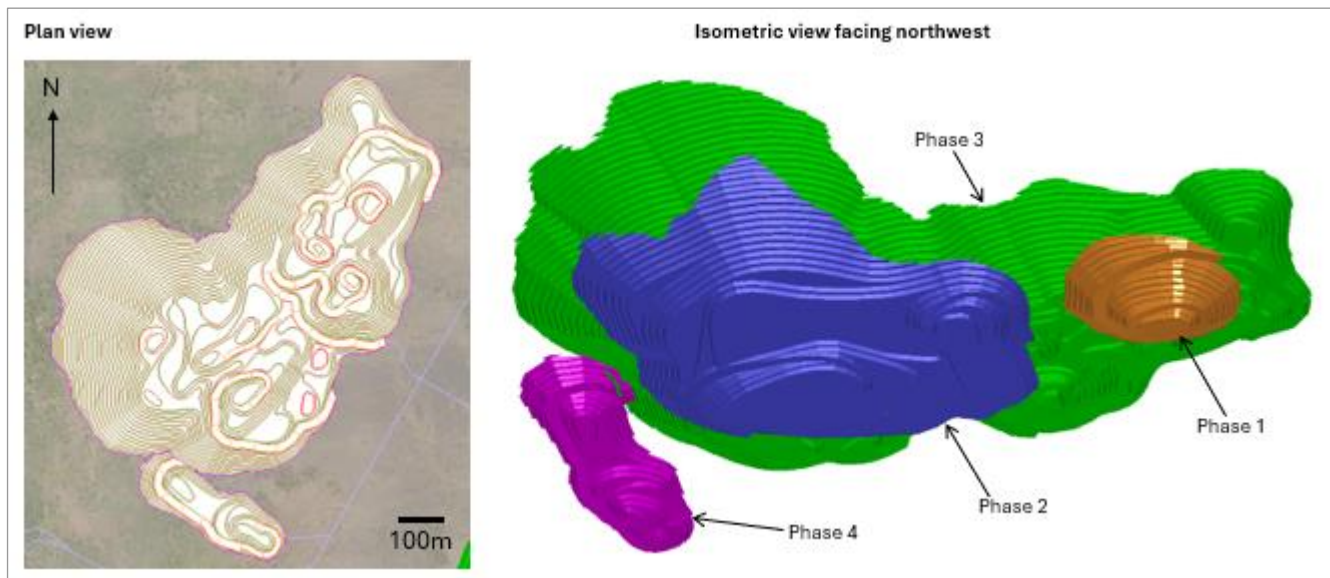 Plan view
Isometric view facing northwest
N
Phase 3
Phase 1
Phase 2
Phase 4
100m